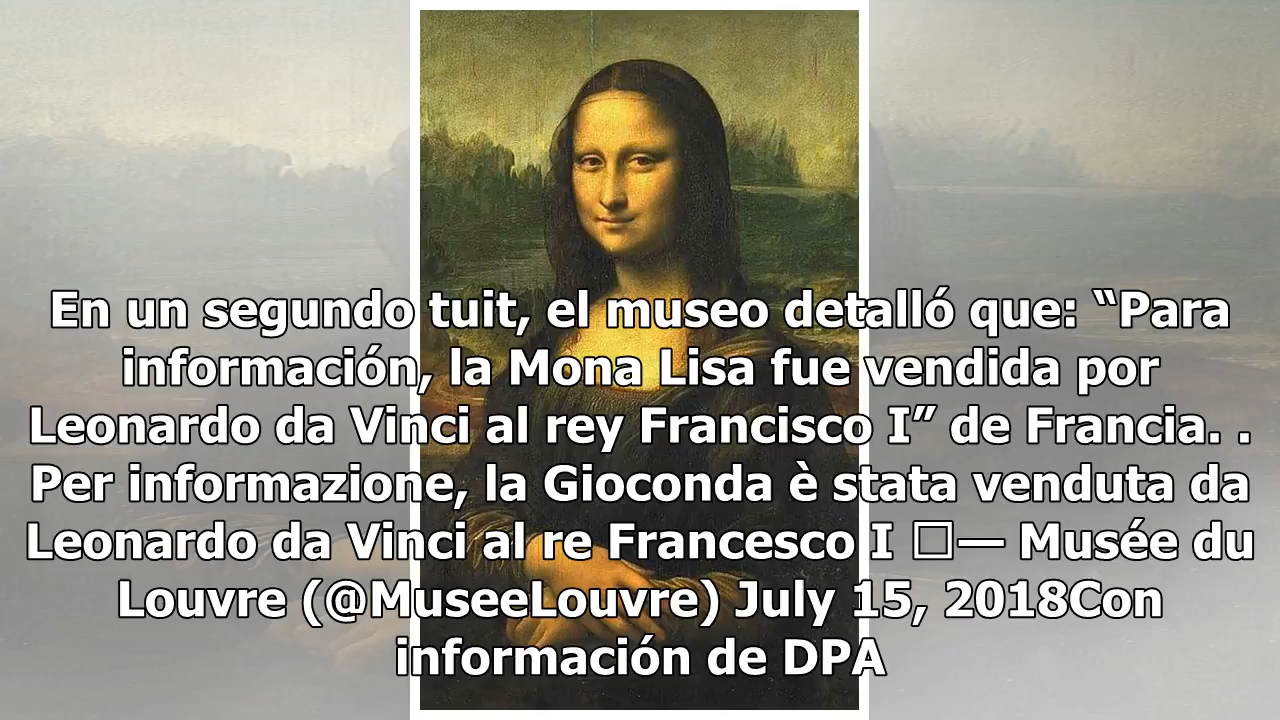 En un segundo tuit, el museo detalló que: “Para
información, la Mona Lisa fue vendida por
Leonardo da Vinci al rey Francisco I” de Francia. .
Per informazione, la Gioconda è stata venduta da
Leonardo da Vinci al re Francesco I □— Musée du
Louvre (@MuseeLouvre) July 15, 2018Con
información de DPA